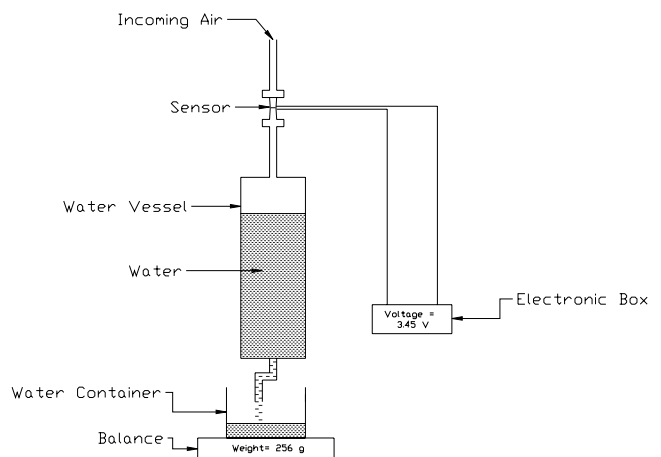 Incoming Air
Sensor
Water Vessel
Water
Electronic Box
Voltage =
3.45 V
Water Container
Balance
Weight= 256 g